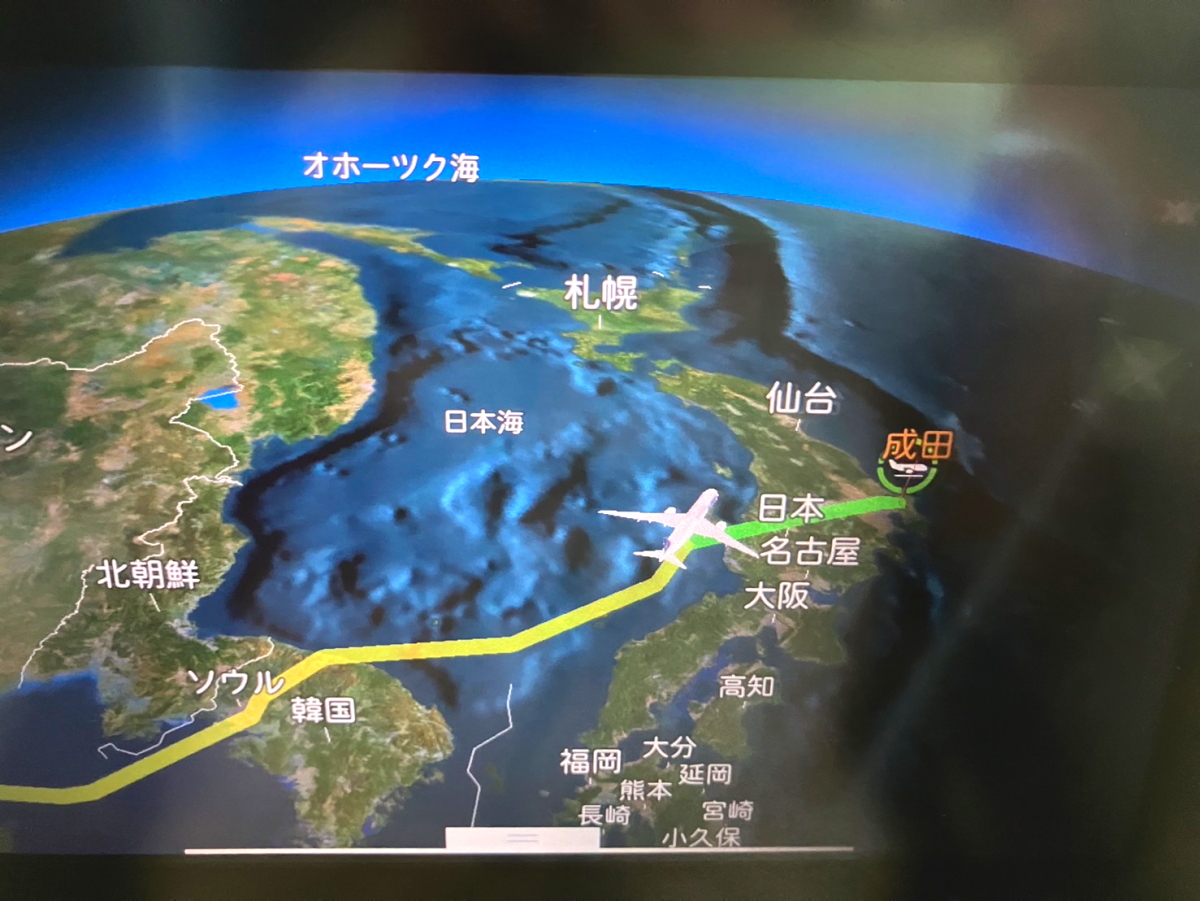 オホーツク海
札幌
仙台
日本海
ン
成田
日本
名古屋
北朝鮮
大阪
ソウル
高知
韓国
大分
福岡
延岡
熊本
宮崎
長崎
小久保